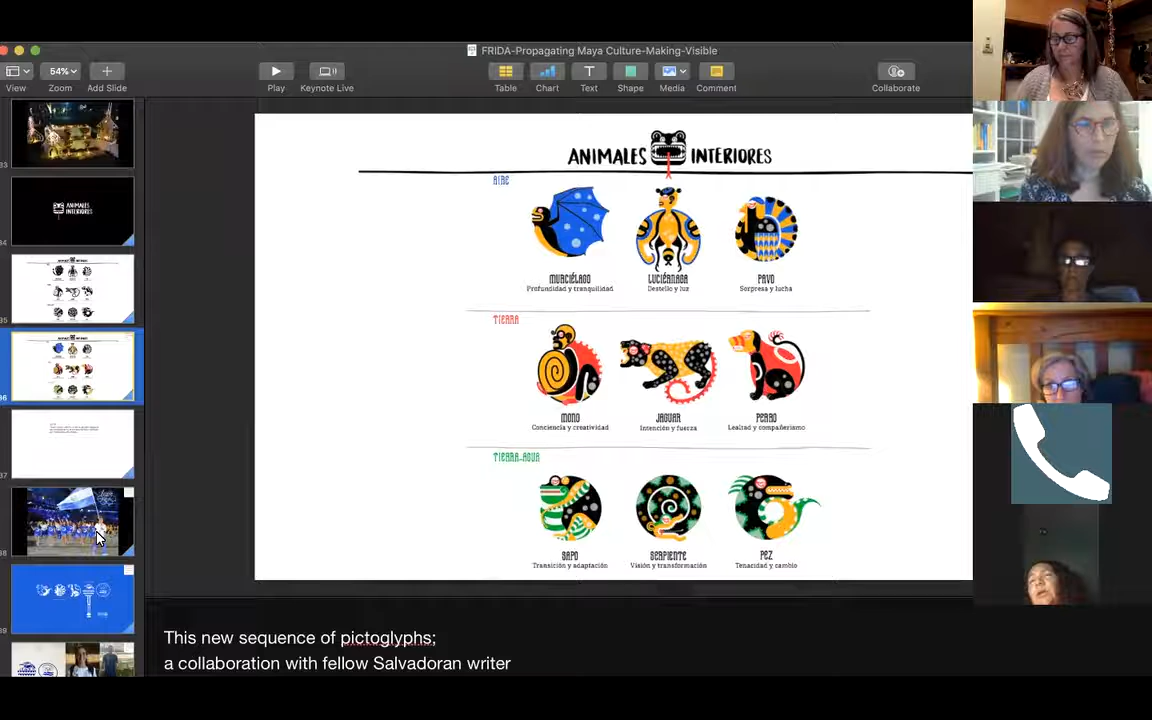 FRIDA-Propagating Maya Culture-Making-Visible
54%
View
Zoom
Add Slide
Play
Keynote Live
Table
Chart
Text
Shape
Media
Comment
Collaborate
ANIMALES INTERIORES
AIRE
MURCIÉLAGO
Profundidad y tranquilidad
LUCIÉRNAGA
Destello y luz
PAVO
Sorpresa y lucha
TIERRA
MONO
Conciencia y creatividad
JAGUAR
Intención y fuerza
PERRO
Lealtad y compañerismo
TIERRA-AGUA
SAPO
Transición y adaptación
SERPIENTE
Visión y transformación
PEZ
Tenacidad y cambio
ANIMALES
INTERIORES
This new sequence of pictoglyphs;
a collaboration with fellow Salvadoran writer